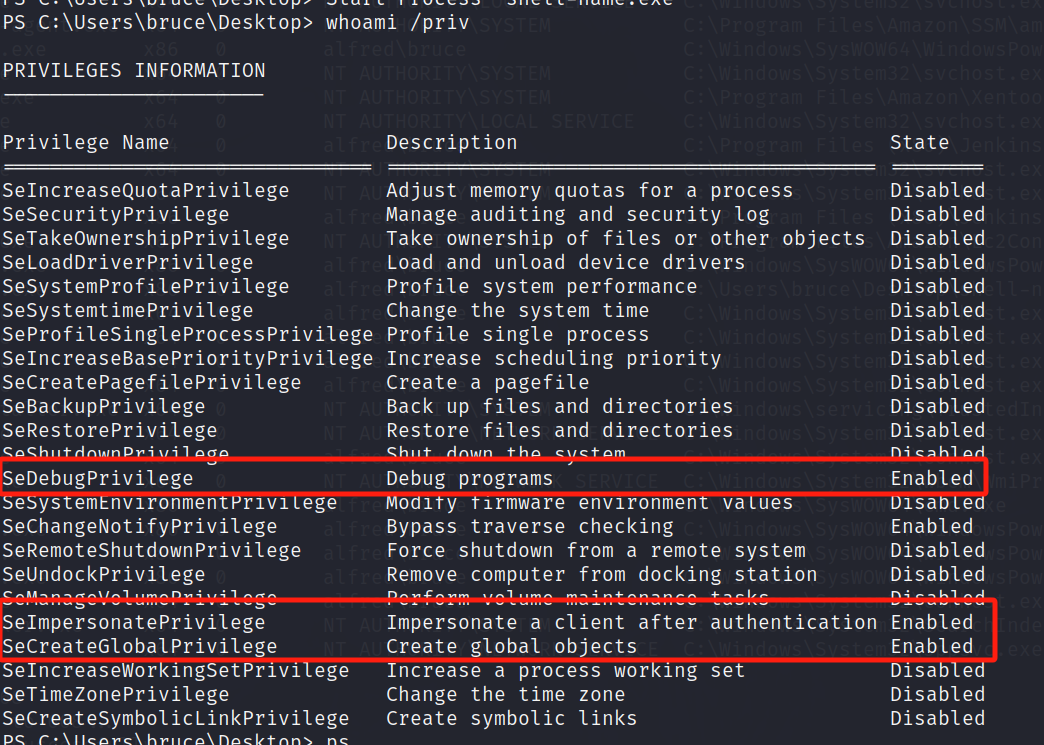 PS C:\Users\bruce\Desktop> Start-Process "shell-name.exe"
PS C:\Users\bruce\Desktop> whoami /priv
PRIVILEGES INFORMATION
Privilege Name Description State
SeIncreaseQuotaPrivilege Adjust memory quotas for a process Disabled
SeSecurityPrivilege Manage auditing and security log Disabled
SeTakeOwnershipPrivilege Take ownership of files or other objects Disabled
SeLoadDriverPrivilege Load and unload device drivers Disabled
SeSystemProfilePrivilege Profile system performance Disabled
SeSystemtimePrivilege Change the system time Disabled
SeProfileSingleProcessPrivilege Profile single process Disabled
SeIncreaseBasePriorityPrivilege Increase scheduling priority Disabled
SeCreatePagefilePrivilege Create a pagefile Disabled
SeBackupPrivilege Back up files and directories Disabled
SeRestorePrivilege Restore files and directories Disabled
SeShutdownPrivilege Shut down the system Disabled
SeDebugPrivilege Debug programs Enabled
SeSystemEnvironmentPrivilege Modify firmware environment values Disabled
SeChangeNotifyPrivilege Bypass traverse checking Enabled
SeRemoteShutdownPrivilege Force shutdown from a remote system Disabled
SeUndockPrivilege Remove computer from docking station Disabled
SeManageVolumePrivilege Perform volume maintenance tasks Disabled
SeImpersonatePrivilege Impersonate a client after authentication Enabled
SeCreateGlobalPrivilege Create global objects Enabled
SeIncreaseWorkingSetPrivilege Increase a process working set Disabled
SeTimeZonePrivilege Change the time zone Disabled
SeCreateSymbolicLinkPrivilege Create symbolic links Disabled
PS C:\Users\bruce\Desktop> ps